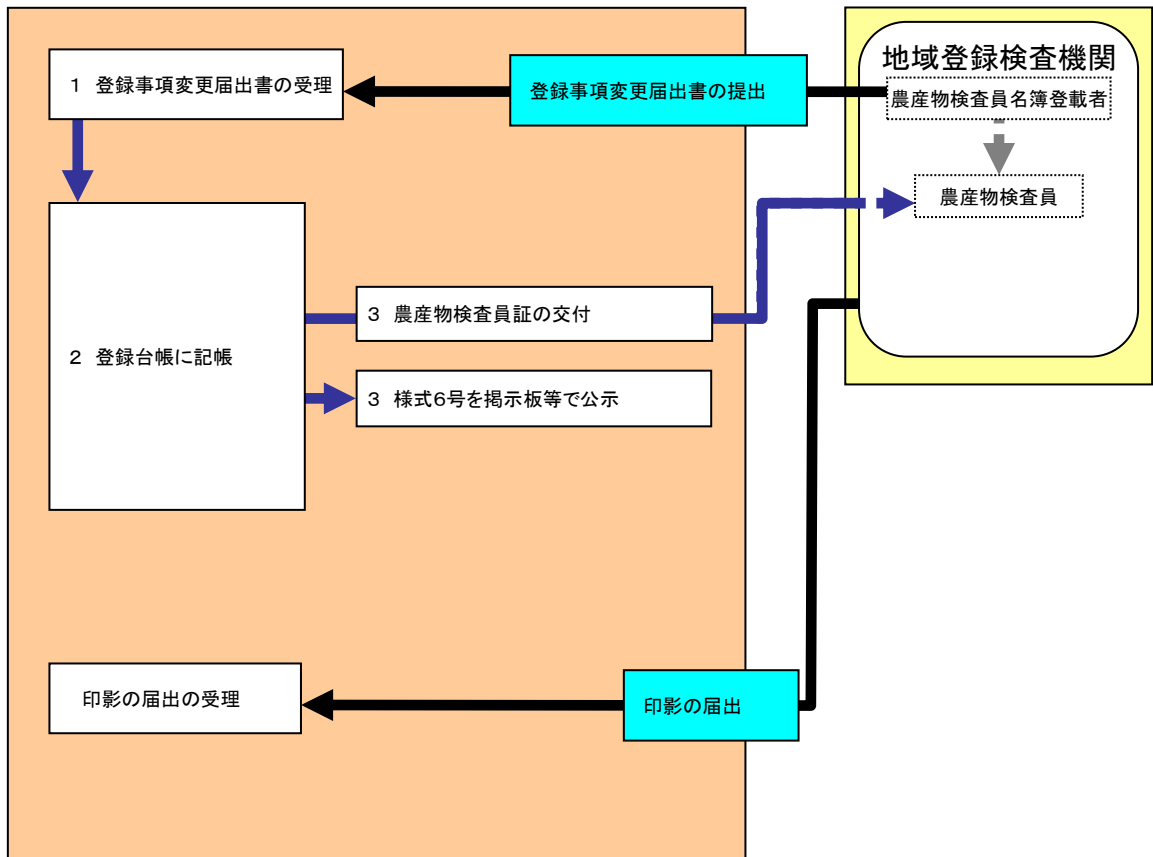 地域登録検査機関
1 登録事項変更届出書の受理
登録事項変更届出書の提出
農産物検査員名簿登載者
農産物検査員
3 農産物検査員証の交付
2 登録台帳に記帳
3 様式6号を掲示板等で公示
印影の届出の受理
印影の届出